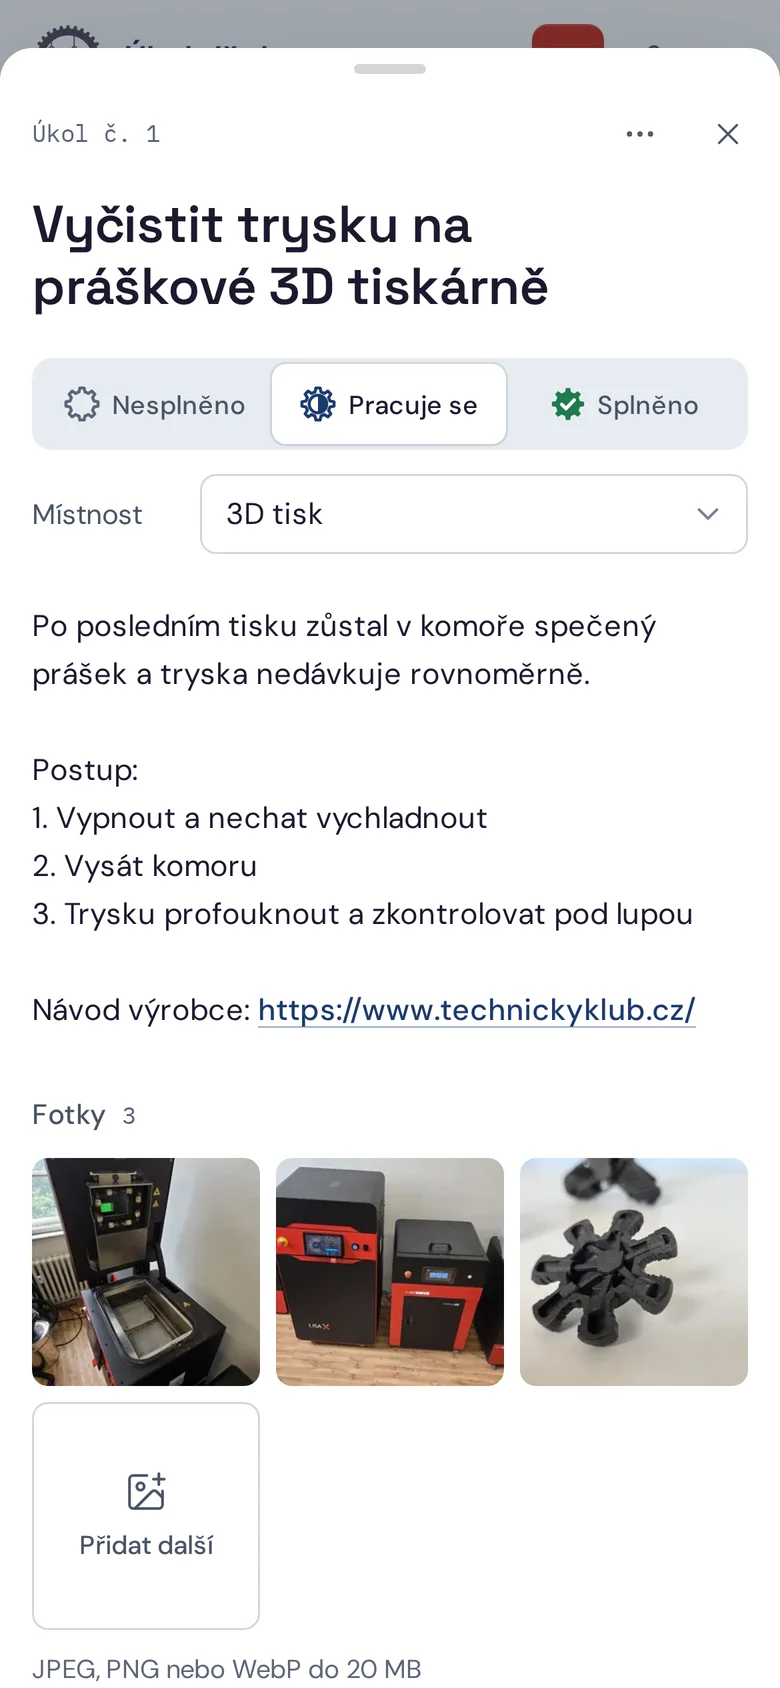 Úkol č. 1
Vyčistit trysku na
práškové 3D tiskárně
Nesplněno
Pracuje se
Splněno
Místnost
3D tisk
Po posledním tisku zůstal v komoře spečený
prášek a tryska nedávkuje rovnoměrně.
Postup:
1. Vypnout a nechat vychladnout
2. Vysát komoru
3. Trysku profouknout a zkontrolovat pod lupou
Návod výrobce: https://www.technickyklub.cz/
Fotky 3
LISA X
Přidat další
JPEG, PNG nebo WebP do 20 MB